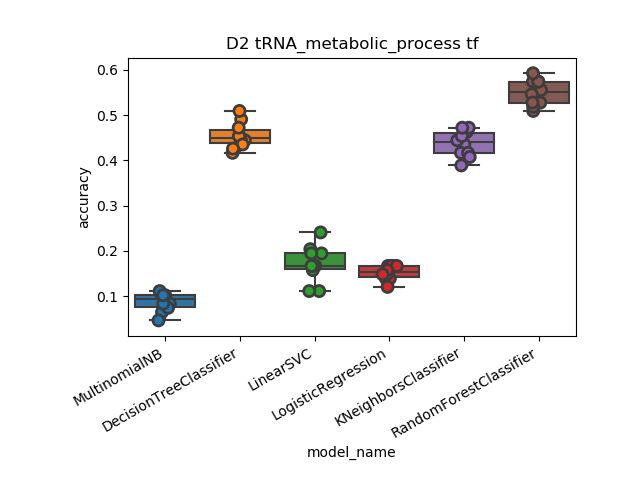 D2 tRNA_metabolic_process tf
0.6
0.5
0.4
0.3
0.2
0.1
accuracy
MultinomialNB
DecisionTreeClassifier
LinearSVC
LogisticRegression
KNeighborsClassifier
RandomForestClassifier
model_name